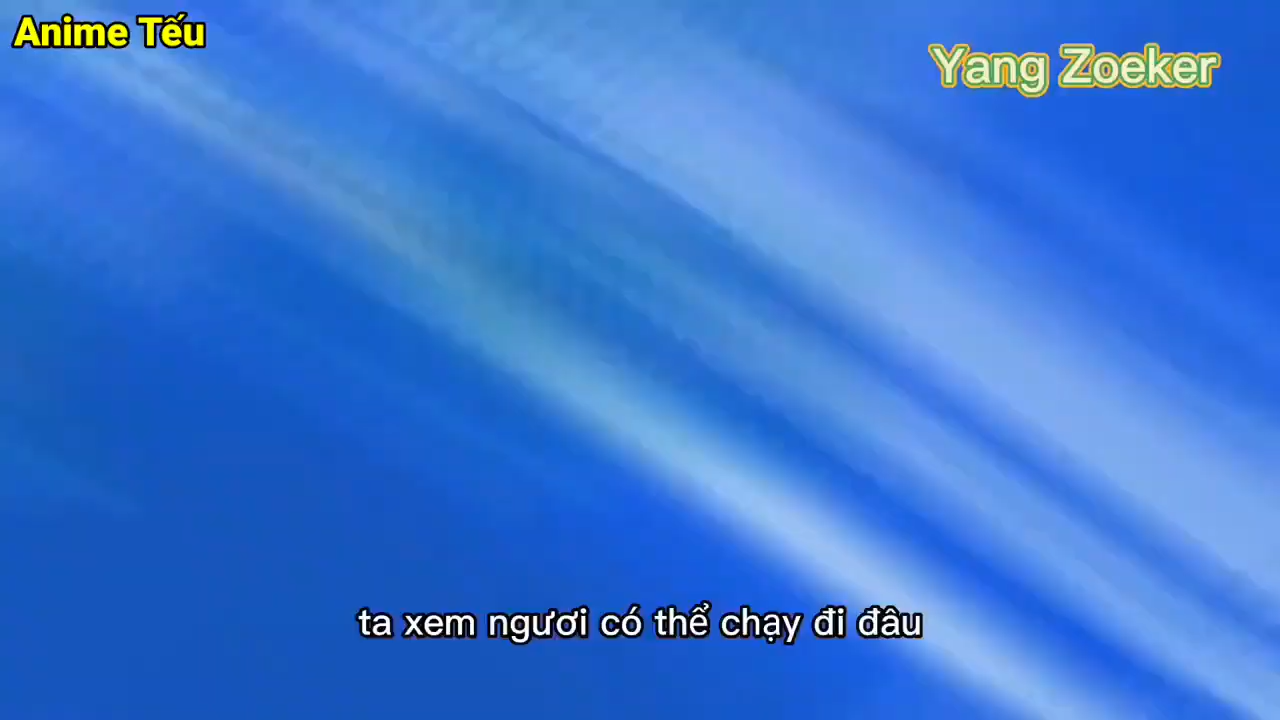 Anime Tếu
Yang Zoeker
ta xem ngươi có thể chạy đi đâu